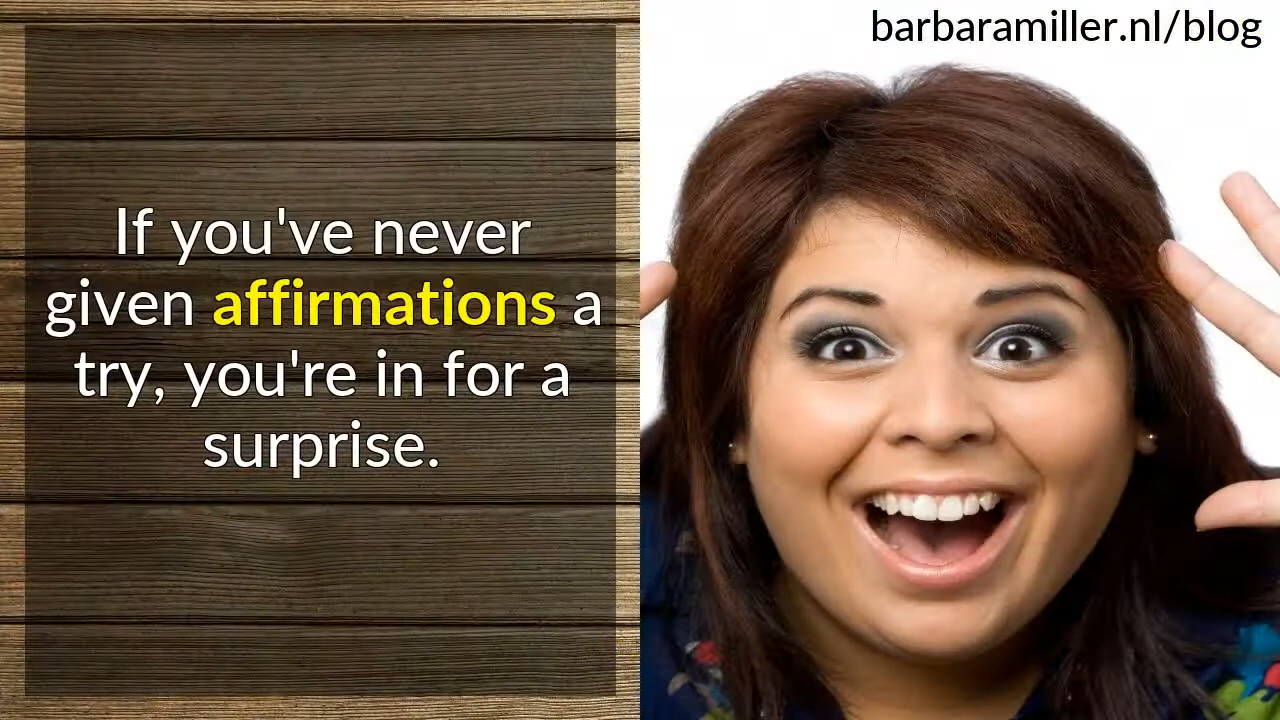 barbaramiller.nl/blog
If you've never
given affirmations a
try, you're in for a
surprise.